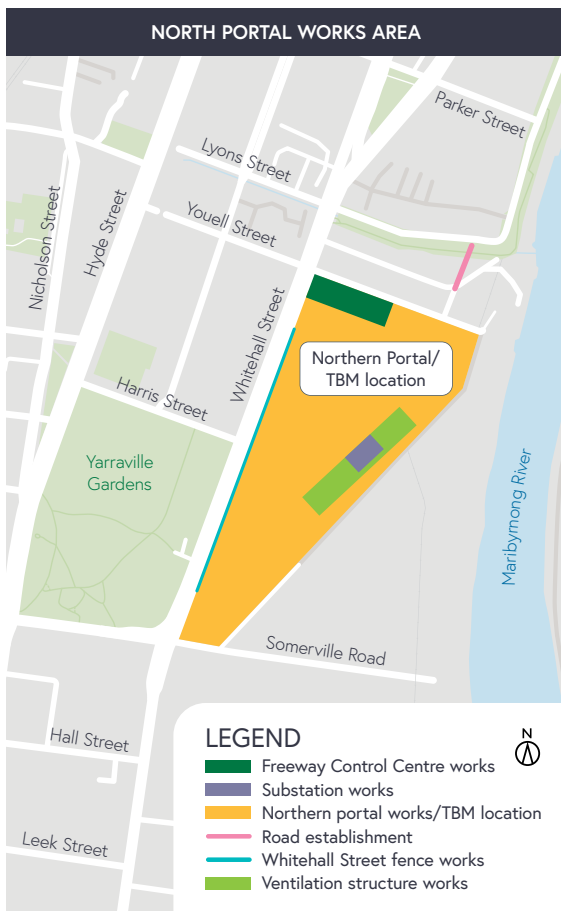 NORTH PORTAL WORKS AREA
Parker Street
Lyons Street
Youell Street
Nicholson Street
Hyde Street
Whitehall Street
Northern Portal/
TBM location
Harris Street
Yarraville
Gardens
Maribyrnong River
Somerville Road
Hall Street
Leek Street
LEGEND
N
Freeway Control Centre works
Substation works
Northern portal works/TBM location
Road establishment
Whitehall Street fence works
Ventilation structure works